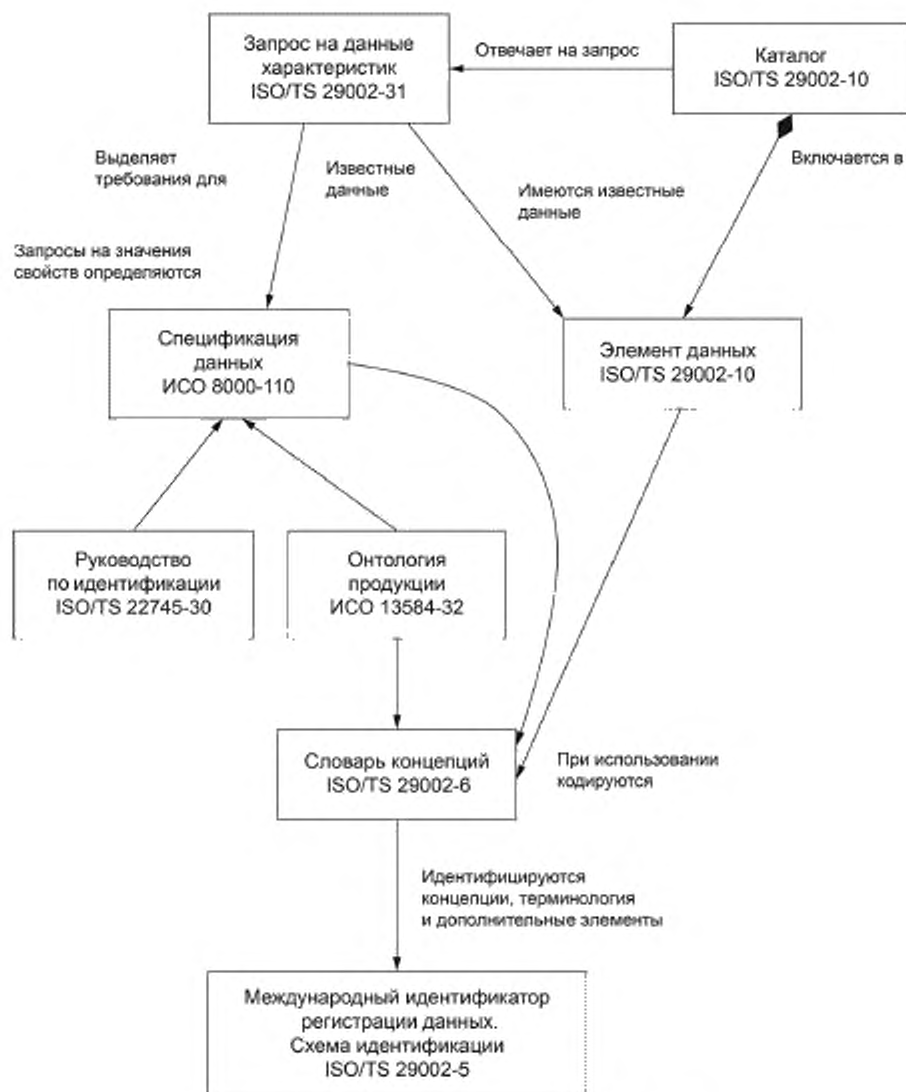 Запрос на данные
характеристик
ISO/TS 29002-31
Отвечает на запрос
Каталог
ISO/TS 29002-10
Выделяет
требования для
Известные
данные
Имеются известные
данные
Включается в
Запросы на значения
свойств определяются
Спецификация
данных
ИСО 8000-110
Элемент данных
ISO/TS 29002-10
Руководство
по идентификации
ISO/TS 22745-30
Онтология
продукции
ИСО 13584-32
Словарь концепций
ISO/TS 29002-6
При использовании
кодируются
Идентифицируются
концепции, терминология
и дополнительные элементы
Международный идентификатор
регистрации данных.
Схема идентификации
ISO/TS 29002-5